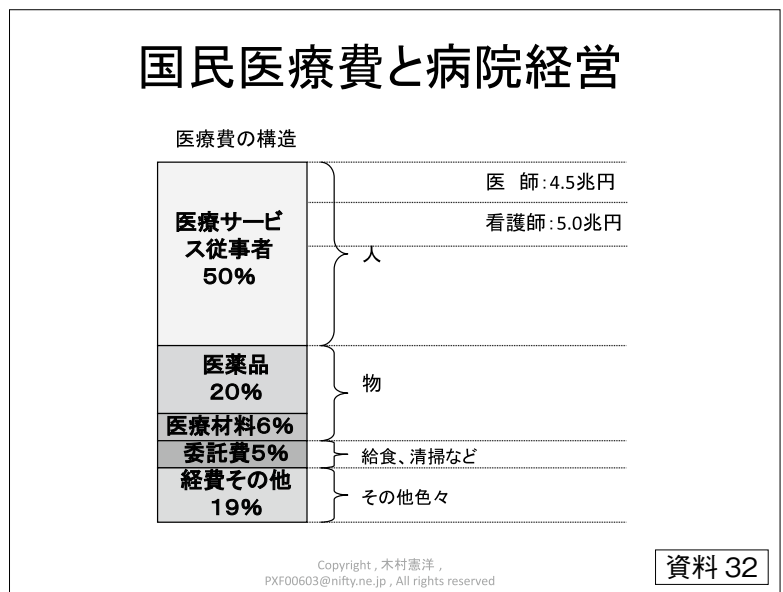 国民医療費と病院経営
医療費の構造
医療サービ
ス従事者
50%
医　師：4.5兆円
看護師：5.0兆円
人
医薬品
20%
物
医療材料6%
委託費5%
給食、清掃など
経費その他
19%
その他色々
Copyright , 木村憲洋 ,
PXF00603@nifty.ne.jp , All rights reserved
資料 32